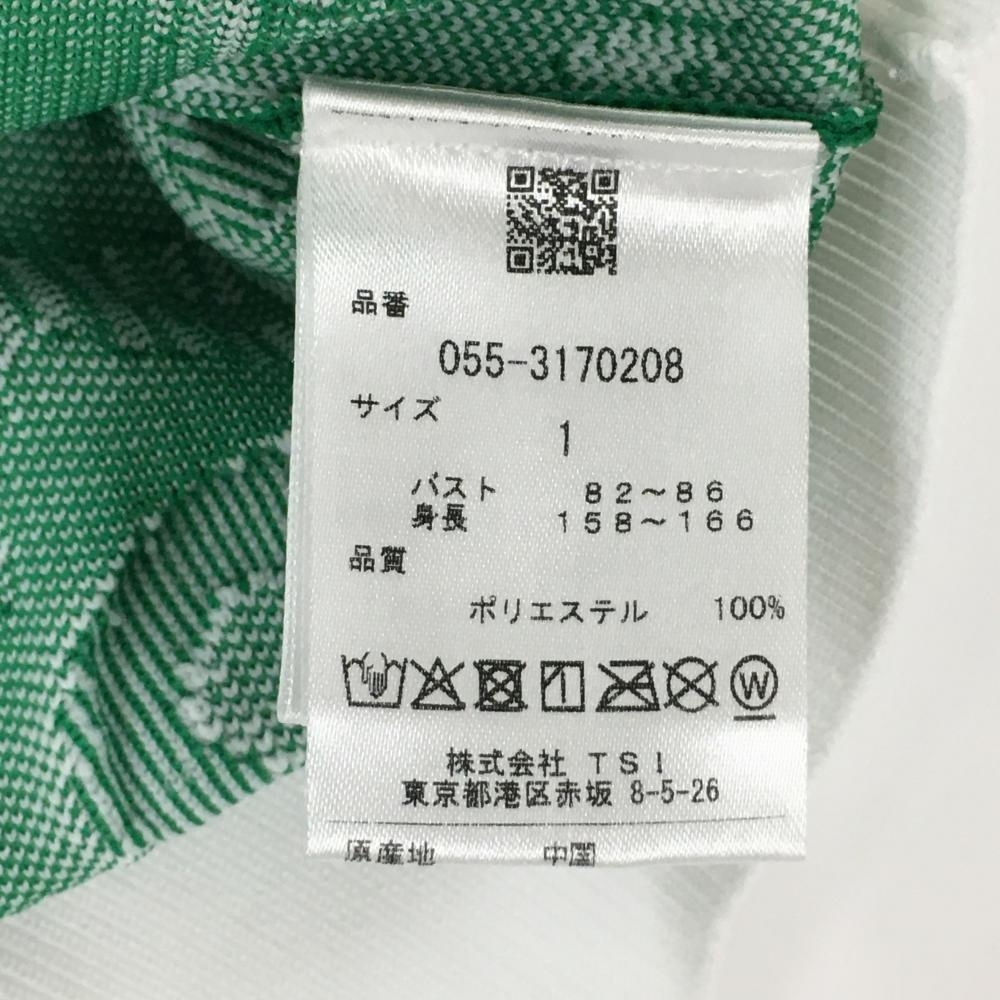 品番
055-3170208
サイズ
1
バスト 82～86
身長 158～166
品質
ポリエステル 100%
W
株式会社 TSI
東京都港区赤坂 8-5-26
原産地 中国